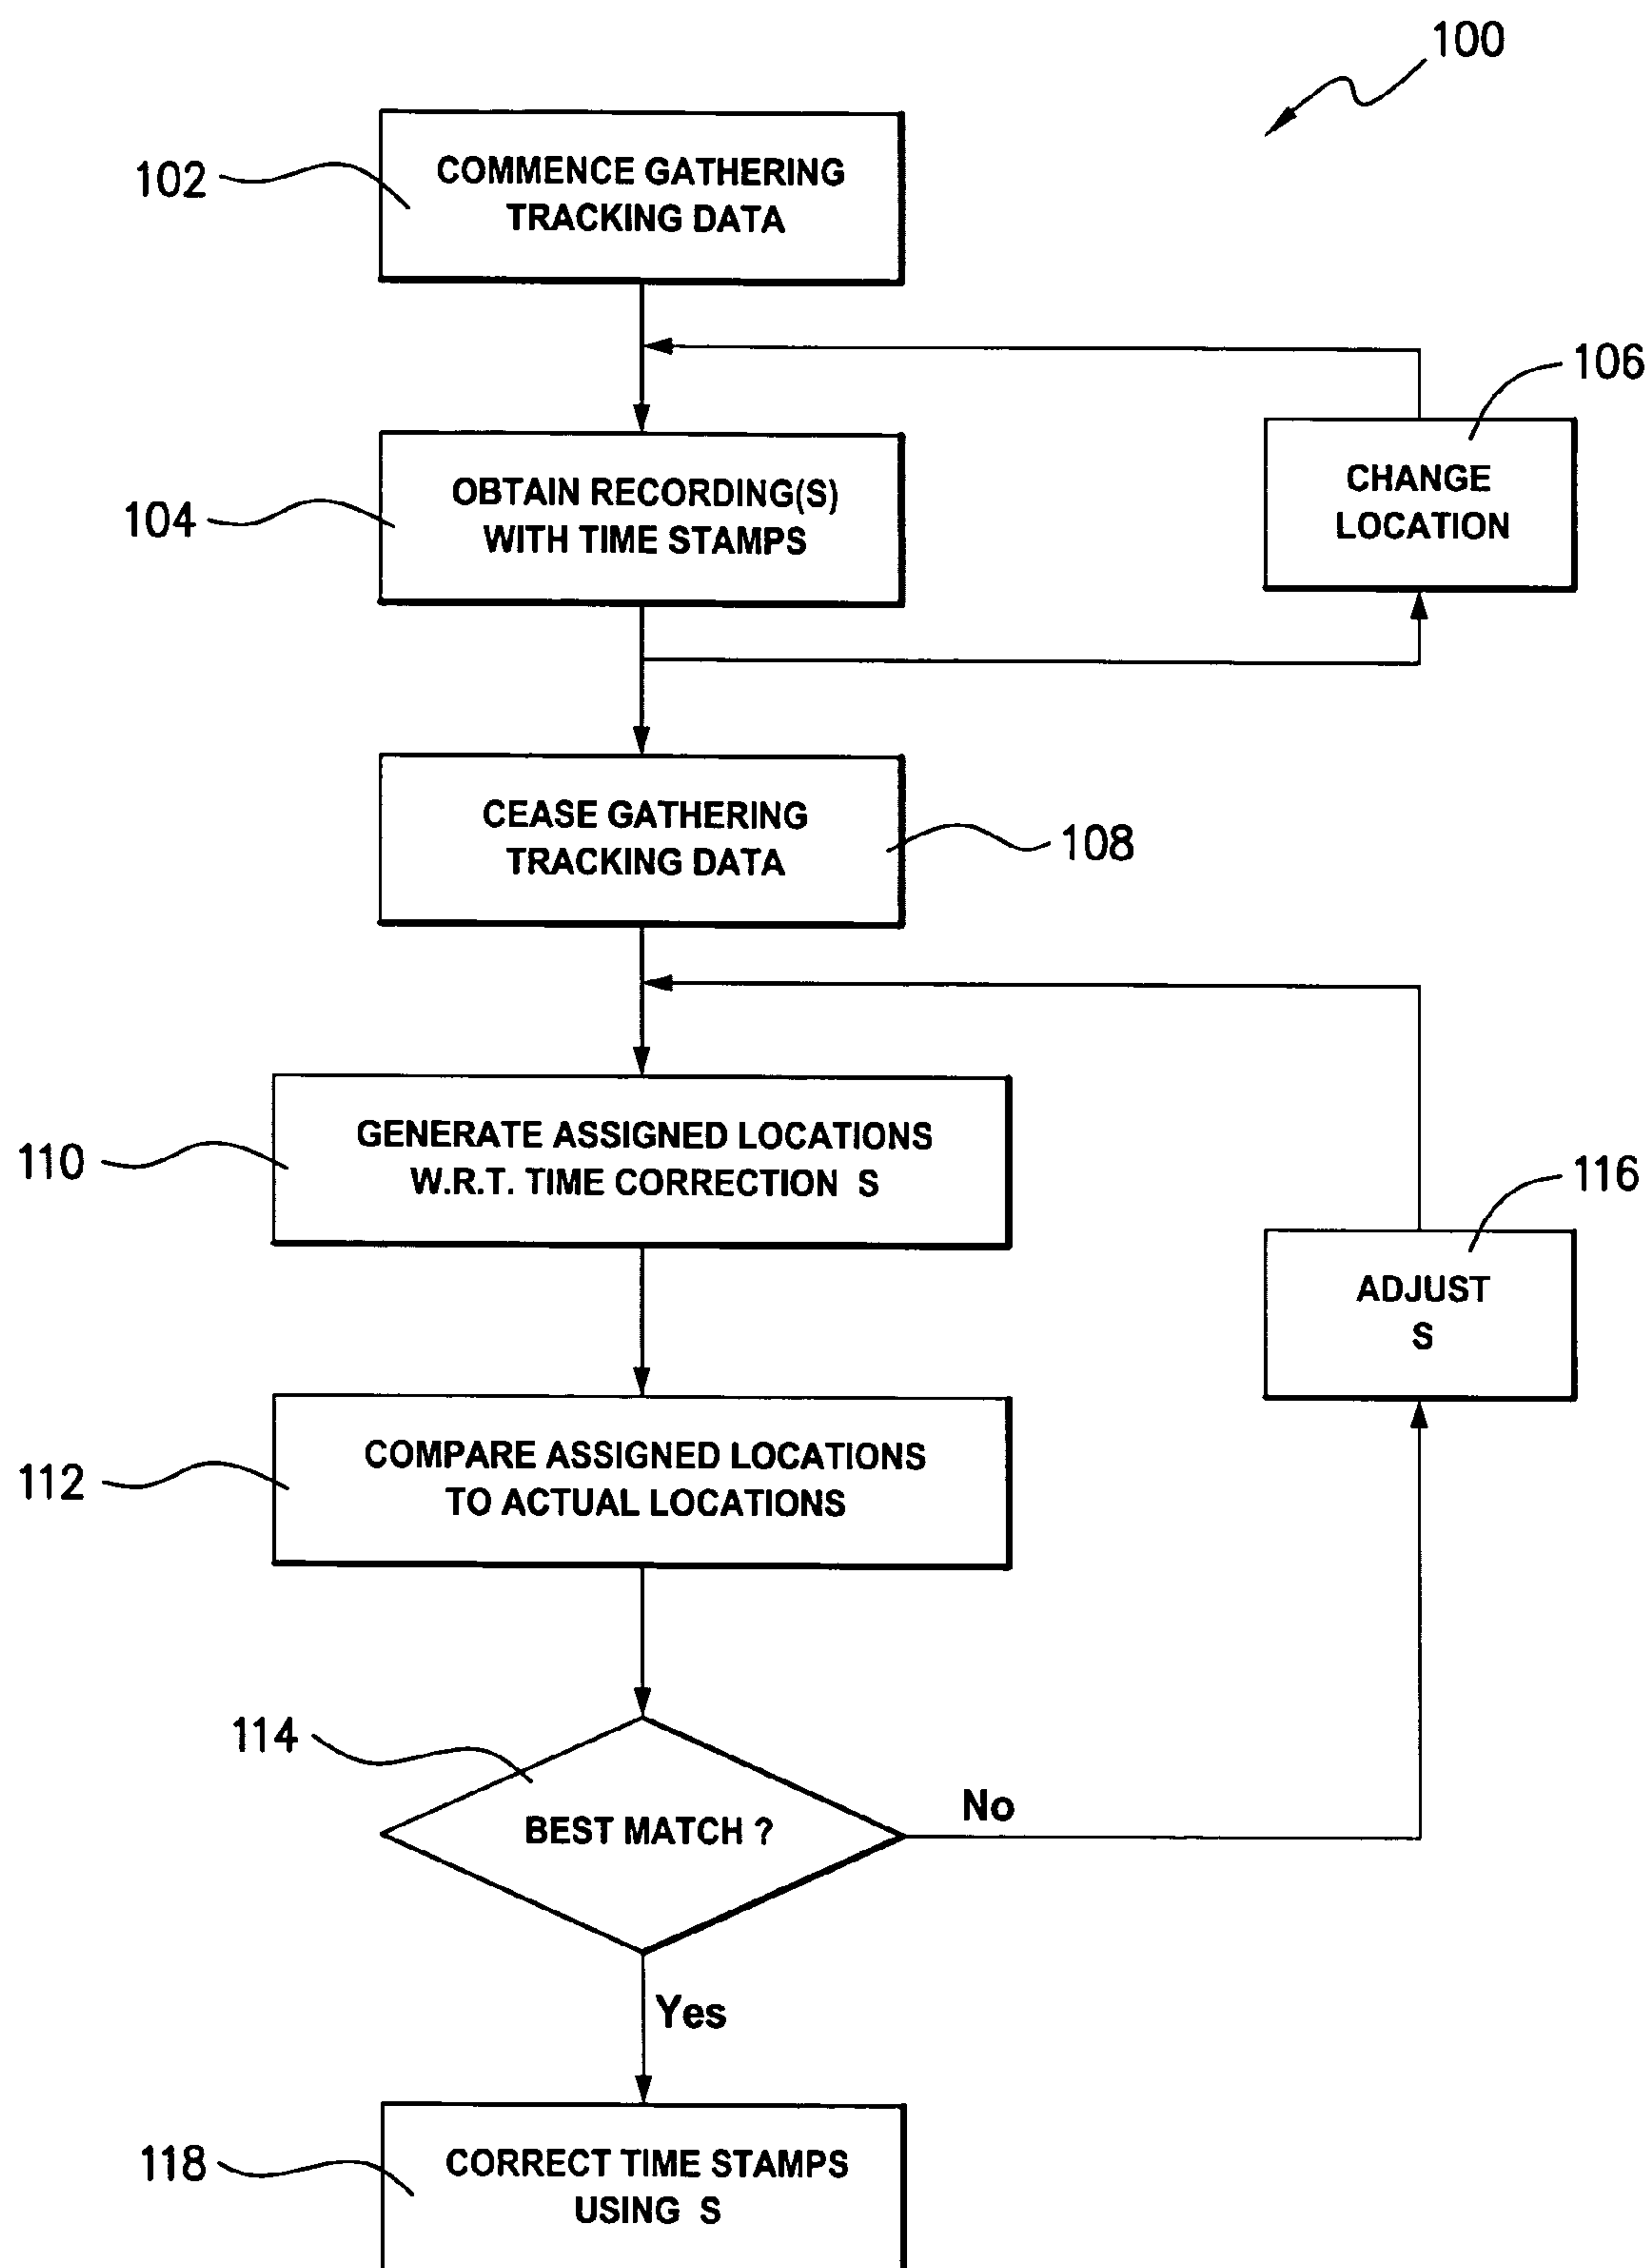 100
102
COMMENCE GATHERING
TRACKING DATA
106
CHANGE
LOCATION
104
OBTAIN RECORDING(S)
WITH TIME STAMPS
CEASE GATHERING
TRACKING DATA
108
110
GENERATE ASSIGNED LOCATIONS
W.R.T. TIME CORRECTION S
116
ADJUST
S
112
COMPARE ASSIGNED LOCATIONS
TO ACTUAL LOCATIONS
114
BEST MATCH ?
No
Yes
118
CORRECT TIME STAMPS
USING S